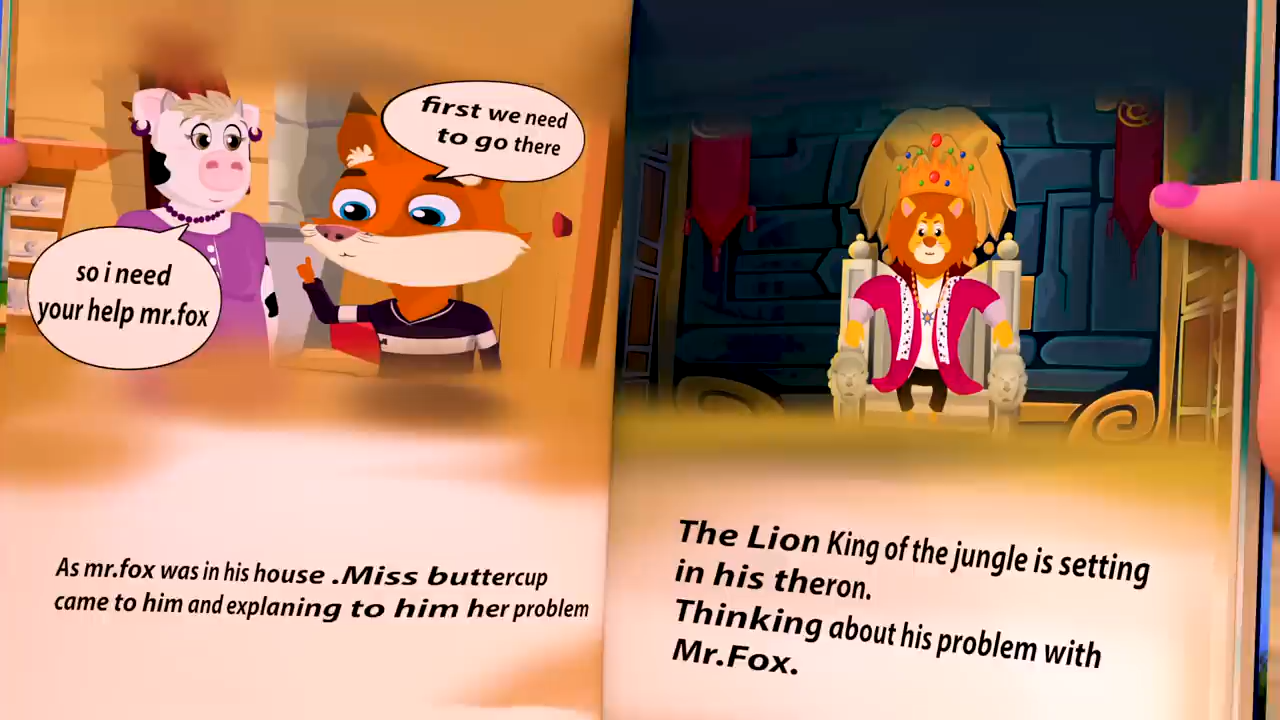 first we need
to go there
so i need
your help mr.fox
As mr.fox was in his house .Miss buttercup
came to him and explaning to him her problem
The Lion King of the jungle is setting
in his theron.
Thinking about his problem with
Mr.Fox.